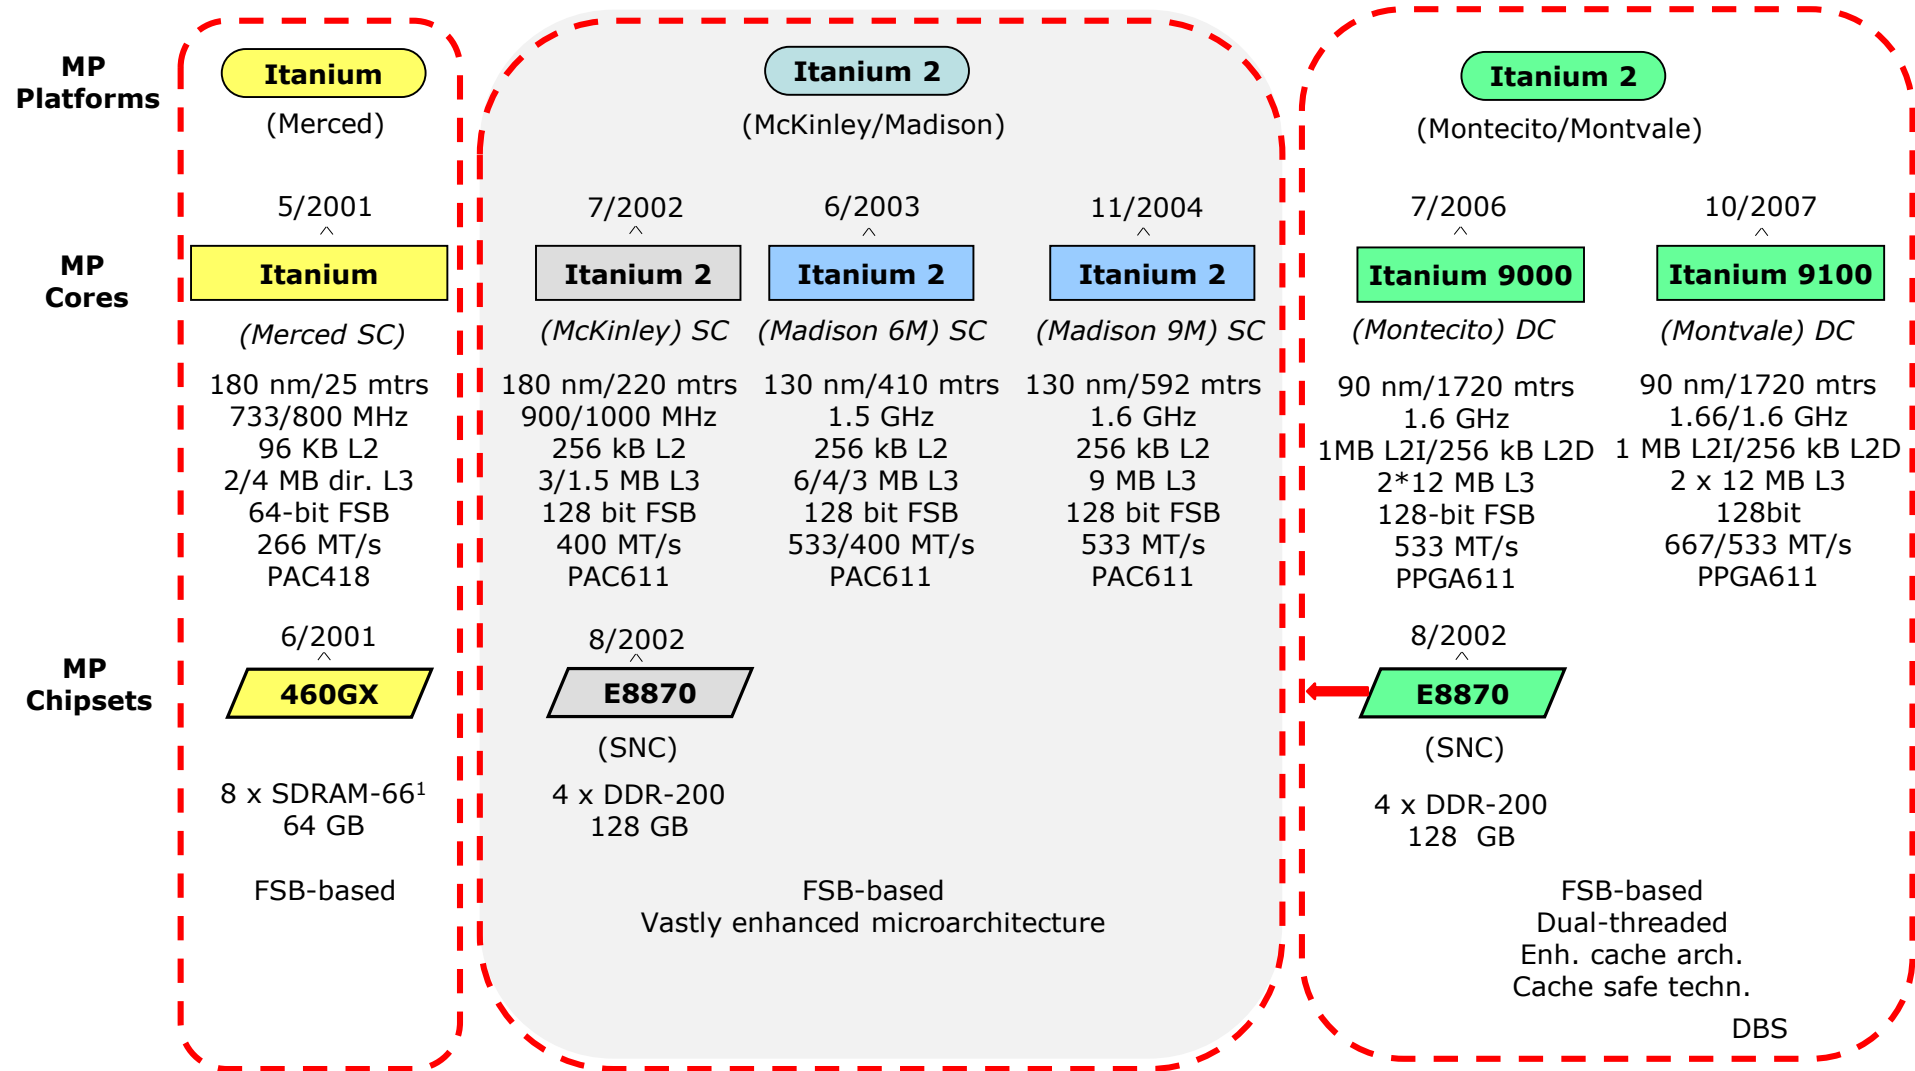 MP
Platforms
Itanium
(Merced)
Itanium 2
(McKinley/Madison)
Itanium 2
(Montecito/Montvale)
MP
Cores
5/2001
Itanium
(Merced SC)
180 nm/25 mtrs
733/800 MHz
96 KB L2
2/4 MB dir. L3
64-bit FSB
266 MT/s
PAC418
7/2002
Itanium 2
(McKinley) SC
180 nm/220 mtrs
900/1000 MHz
256 kB L2
3/1.5 MB L3
128 bit FSB
400 MT/s
PAC611
6/2003
Itanium 2
(Madison 6M) SC
130 nm/410 mtrs
1.5 GHz
256 kB L2
6/4/3 MB L3
128 bit FSB
533/400 MT/s
PAC611
11/2004
Itanium 2
(Madison 9M) SC
130 nm/592 mtrs
1.6 GHz
256 kB L2
9 MB L3
128 bit FSB
533 MT/s
PAC611
7/2006
Itanium 9000
(Montecito) DC
90 nm/1720 mtrs
1.6 GHz
1MB L2I/256 kB L2D
2*12 MB L3
128-bit FSB
533 MT/s
PPGA611
10/2007
Itanium 9100
(Montvale) DC
90 nm/1720 mtrs
1.66/1.6 GHz
1 MB L2I/256 kB L2D
2 x 12 MB L3
128bit
667/533 MT/s
PPGA611
MP
Chipsets
6/2001
460GX
8 x SDRAM-66¹
64 GB
FSB-based
8/2002
E8870
(SNC)
4 x DDR-200
128 GB
FSB-based
Vastly enhanced microarchitecture
8/2002
E8870
(SNC)
4 x DDR-200
128 GB
FSB-based
Dual-threaded
Enh. cache arch.
Cache safe techn.
DBS